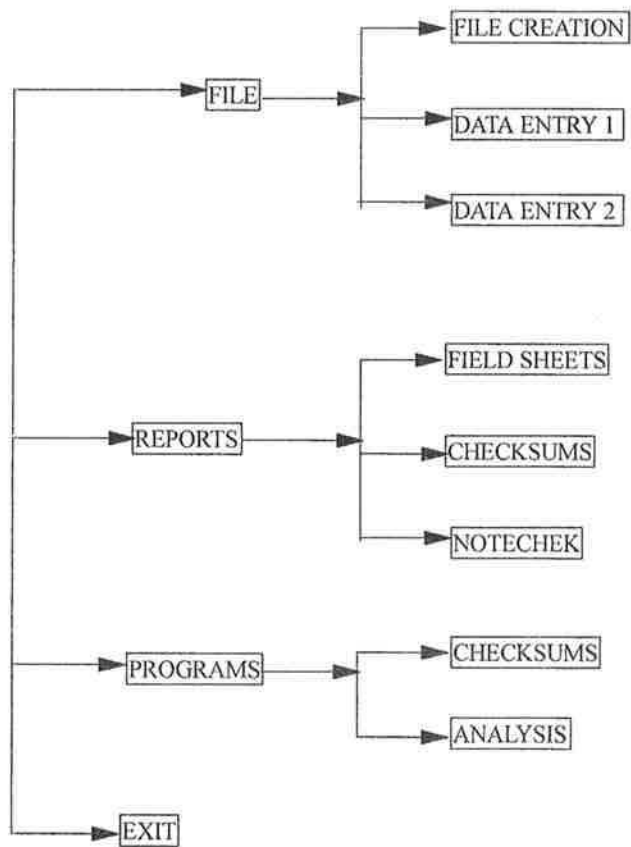 FILE CREATION
FILE
DATA ENTRY 1
DATA ENTRY 2
FIELD SHEETS
REPORTS
CHECKSUMS
NOTECHEK
CHECKSUMS
PROGRAMS
ANALYSIS
EXIT